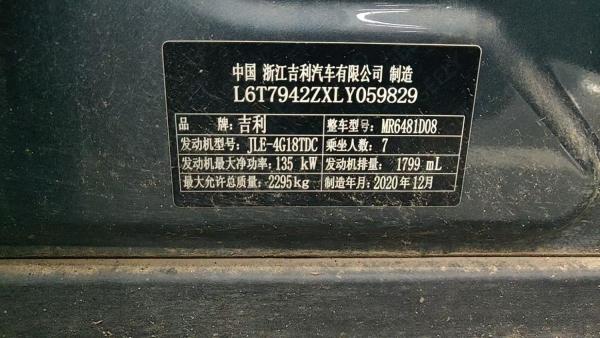 中国 浙江吉利汽车有限公司 制造
L6T7942ZXLY059829
品 牌: 吉利 整车型号: MR6481D08
发动机型号: JLE-4G18TDC 乘坐人数: 7
发动机最大净功率: 135 kW 发动机排量: 1799 mL
最大允许总质量: 2295kg 制造年月: 2020年12月